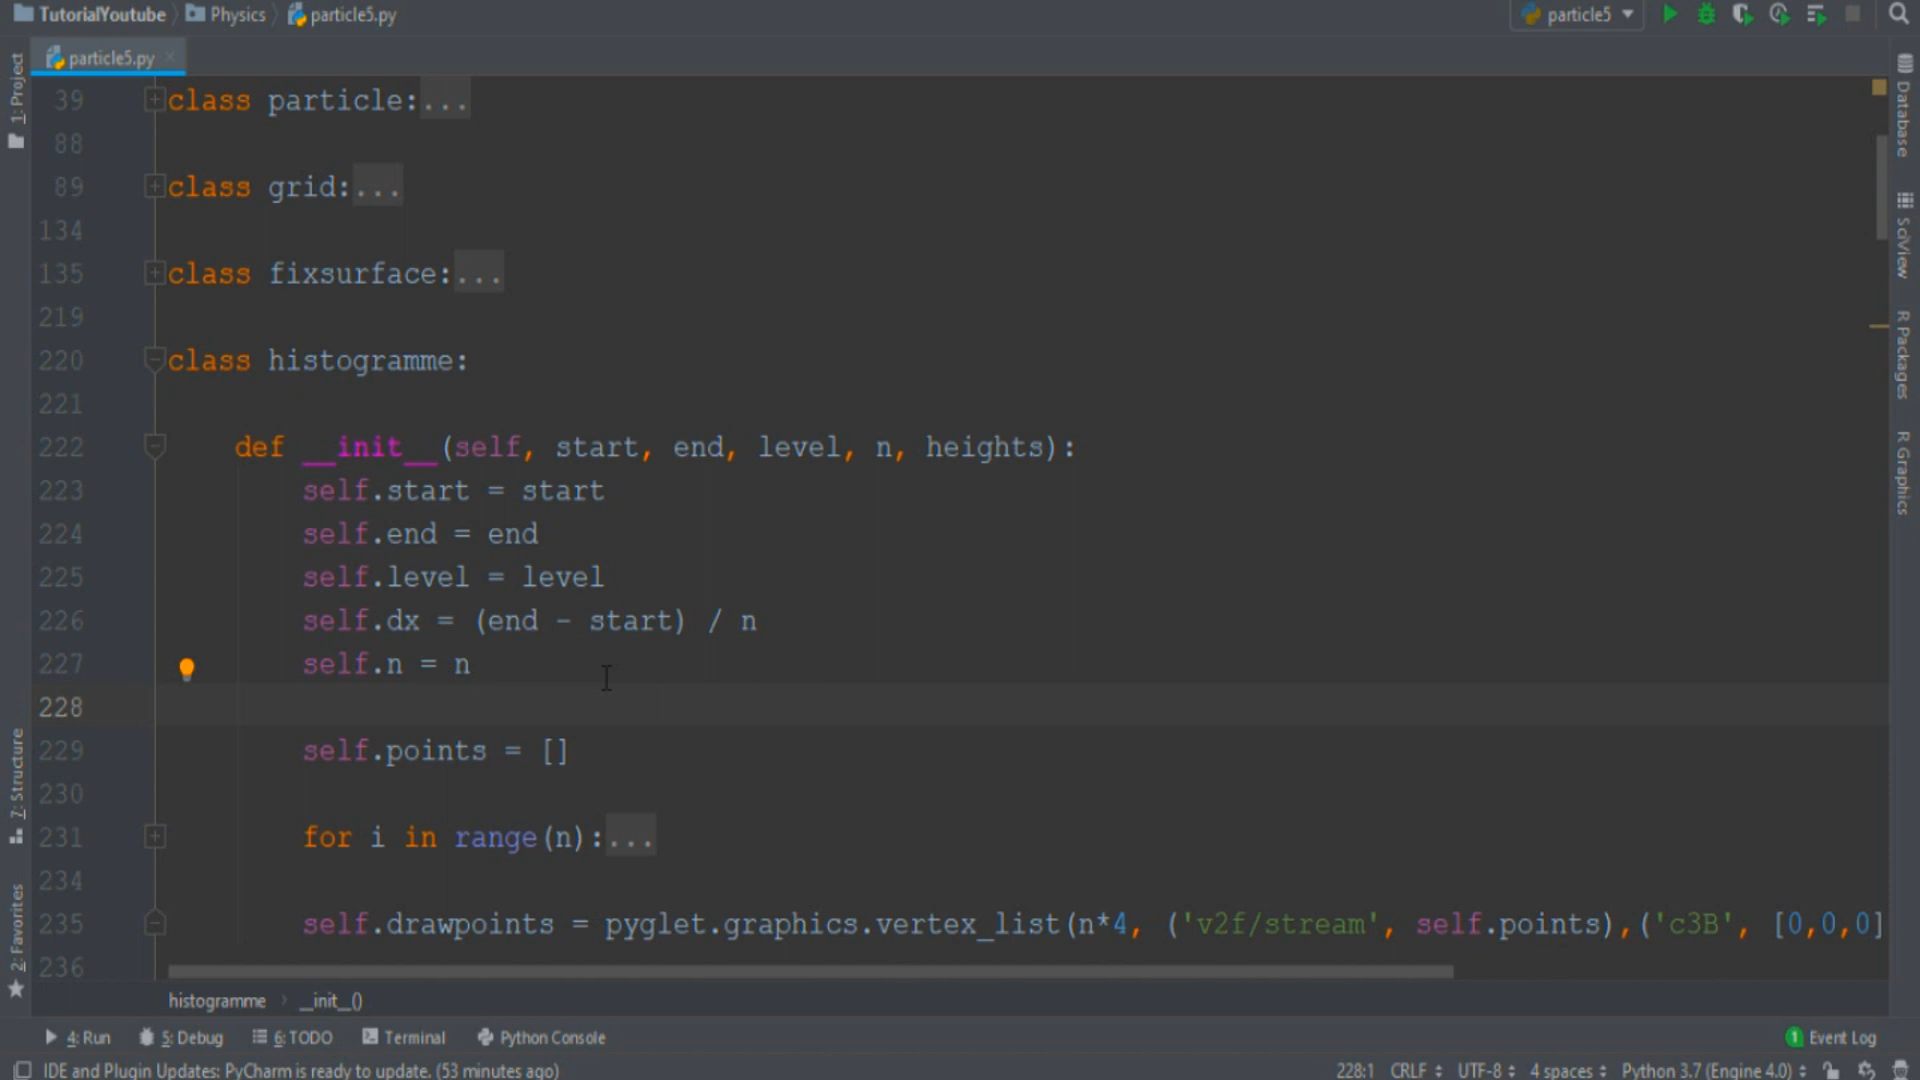 TutorialYoutube Physics particle5.py particle5
particle5.py
39 class particle:...
88
89 class grid:...
134
135 class fixsurface:...
219
220 class histogramme:
221
222 def __init__(self, start, end, level, n, heights):
223 self.start = start
224 self.end = end
225 self.level = level
226 self.dx = (end - start) / n
227 self.n = n
228
229 self.points = []
230
231 for i in range(n):...
234
235 self.drawpoints = pyglet.graphics.vertex_list(n*4, ('v2f/stream', self.points),('c3B', [0,0,0]
236
1: Project
7: Structure
2: Favorites
Database
SciView
R Packages
R Graphics
histogramme __init__()
4: Run 5: Debug 6: TODO Terminal Python Console 1 Event Log
IDE and Plugin Updates: PyCharm is ready to update. (53 minutes ago) 228:1 CRLF UTF-8 4 spaces Python 3.7 (Engine 4.0)